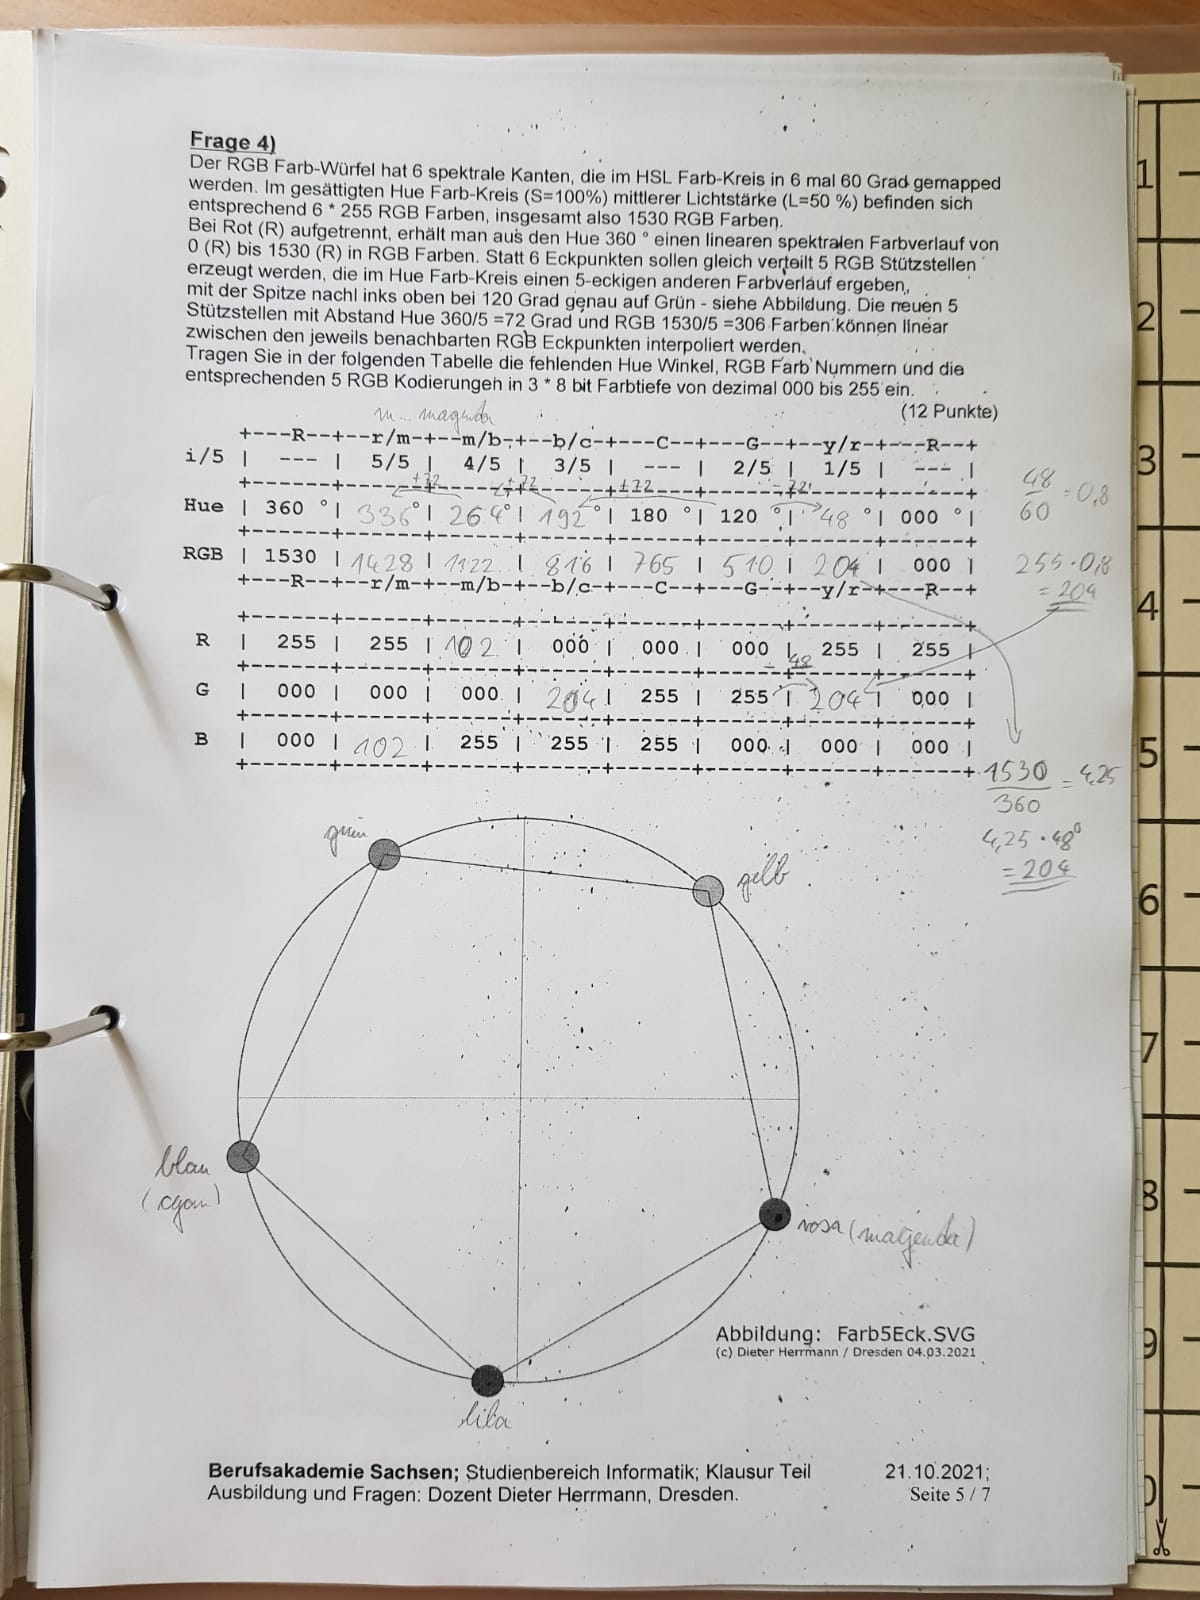 Frage 4)
Der RGB Farb-Würfel hat 6 spektrale Kanten, die im HSL Farb-Kreis in 6 mal 60 Grad gemapped
werden. Im gesättigten Hue Farb-Kreis (S=100%) mittlerer Lichtstärke (L=50 %) befinden sich
entsprechend 6 * 255 RGB Farben, insgesamt also 1530 RGB Farben.
Bei Rot (R) aufgetrennt, erhält man aus den Hue 360 ° einen linearen spektralen Farbverlauf von
0 (R) bis 1530 (R) in RGB Farben. Statt 6 Eckpunkten sollen gleich verteilt 5 RGB Stützstellen
erzeugt werden, die im Hue Farb-Kreis einen 5-eckigen anderen Farbverlauf ergeben,
mit der Spitze nachl inks oben bei 120 Grad genau auf Grün - siehe Abbildung. Die neuen 5
Stützstellen mit Abstand Hue 360/5 =72 Grad und RGB 1530/5 =306 Farben können linear
zwischen den jeweils benachbarten RGB Eckpunkten interpoliert werden.
Tragen Sie in der folgenden Tabelle die fehlenden Hue Winkel, RGB Farb Nummern und die
entsprechenden 5 RGB Kodierungen in 3 * 8 bit Farbtiefe von dezimal 000 bis 255 ein.
(12 Punkte)
m... magenda
+---R--+--r/m-+--m/b-+--b/c-+---C--+---G--+--y/r-+---R--+
i/5 | --- | 5/5 | 4/5 | 3/5 | --- | 2/5 | 1/5 | --- |
+72 +72 +72 -72
+------+------+------+------+------+------+------+------+
Hue | 360 ° | 336 ° | 264 ° | 192 ° | 180 ° | 120 ° | 48 ° | 000 ° |
+------+------+------+------+------+------+------+------+
RGB | 1530 | 1428 | 1122 | 816 | 765 | 510 | 204 | 000 |
+---R--+--r/m-+--m/b-+--b/c-+---C--+---G--+--y/r-+---R--+
48
60
= 0,8
255 · 0,8
= 204
+------+------+------+------+------+------+------+------+
R | 255 | 255 | 102 | 000 | 000 | 000 | 255 | 255 |
- 48
+------+------+------+------+------+------+------+------+
G | 000 | 000 | 000 | 204 | 255 | 255 | 204 | 000 |
+------+------+------+------+------+------+------+------+
B | 000 | 102 | 255 | 255 | 255 | 000 | 000 | 000 |
+------+------+------+------+------+------+------+------+
1530
360
= 4,25
4,25 · 48°
= 204
grün
gelb
blau
(cyan)
rosa (magenda)
lila
Abbildung: Farb5Eck.SVG
(c) Dieter Herrmann / Dresden 04.03.2021
Berufsakademie Sachsen; Studienbereich Informatik; Klausur Teil 21.10.2021;
Ausbildung und Fragen: Dozent Dieter Herrmann, Dresden. Seite 5 / 7
1
2
3
4
5
6
7
8
9
0